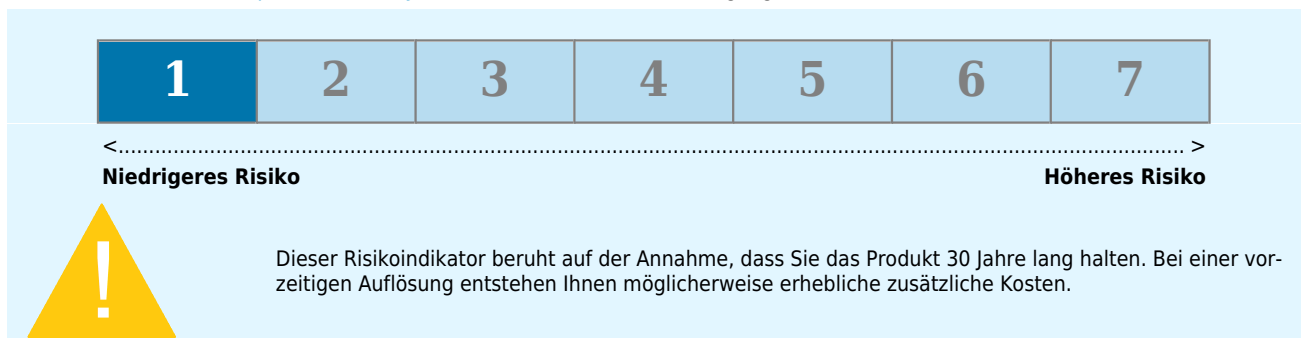 1 2 3 4 5 6 7
<........................................................................................................................................................................ >
Niedrigeres Risiko Höheres Risiko
!
Dieser Risikoindikator beruht auf der Annahme, dass Sie das Produkt 30 Jahre lang halten. Bei einer vor-
zeitigen Auflösung entstehen Ihnen möglicherweise erhebliche zusätzliche Kosten.